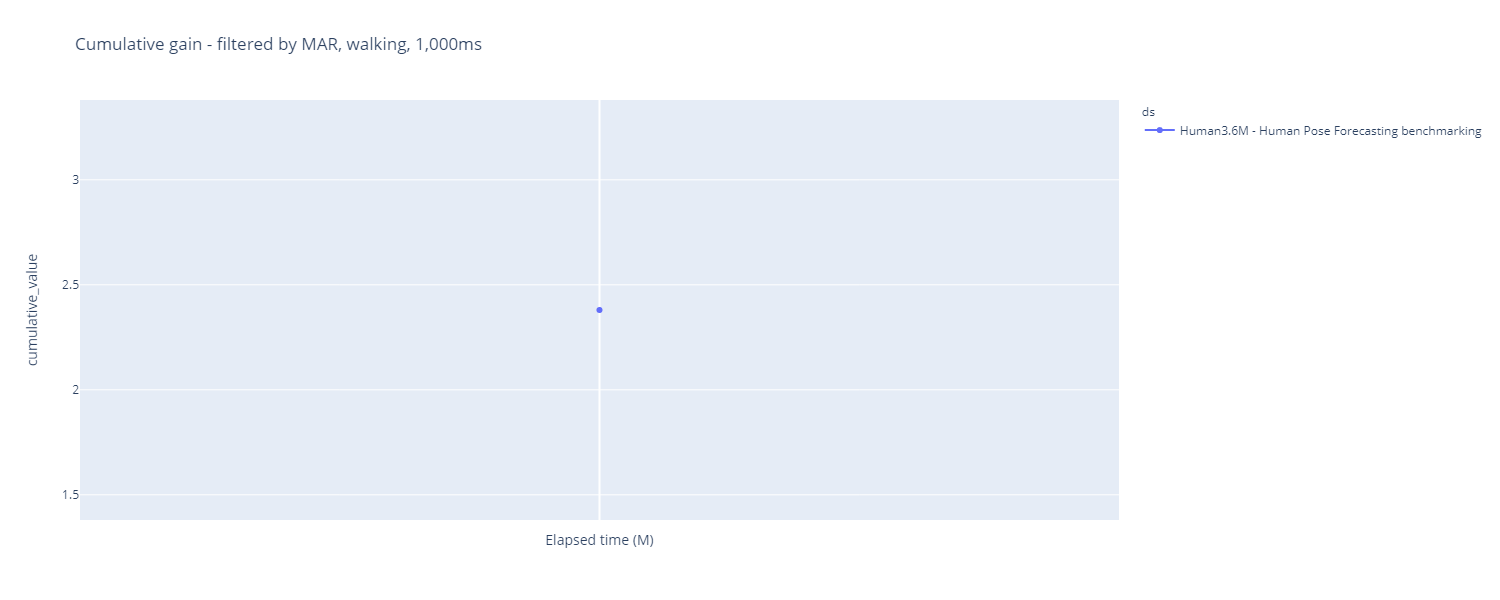 Cumulative gain - filtered by MAR, walking, 1,000ms
ds
Human3.6M - Human Pose Forecasting benchmarking
3
2.5
2
1.5
cumulative_value
Elapsed time (M)